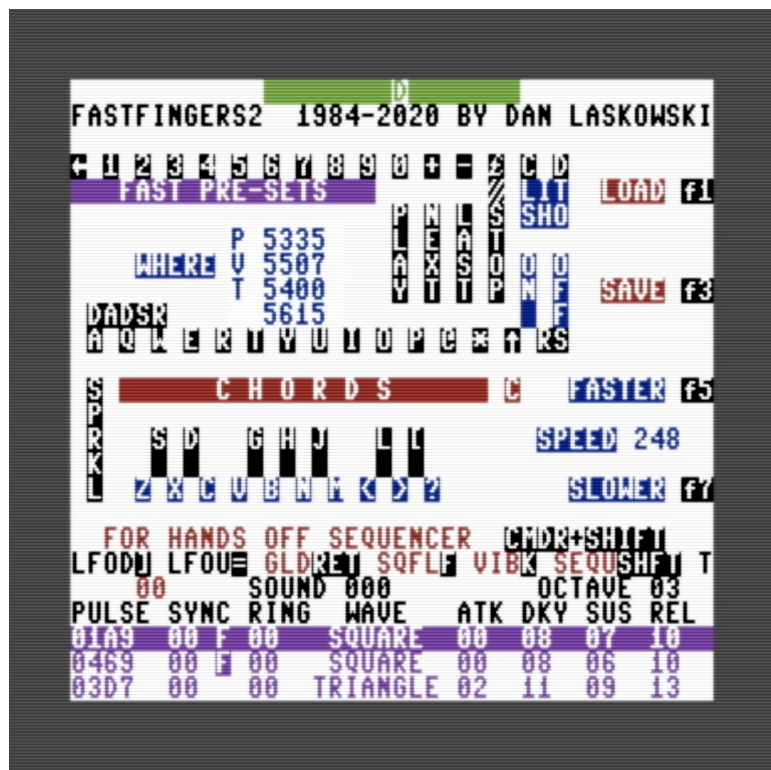 D
FASTFINGERS2 1984-2020 BY DAN LASKOWSKI
← 1 2 3 4 5 6 7 8 9 0 + - £ C D
FAST PRE-SETS // LIT LOAD f1
P N L S SHO
P 5335 L E A T
WHERE V 5507 A X S O O O
T 5400 Y T T P N F SAVE f3
DADSR 5615 F
A Q W E R T Y U I O P @ * ↑ RS
S CHORDS C FASTER f5
P
R S D G H J L [ SPEED 248
K
L Z X C V B N M < > ? SLOWER f7
FOR HANDS OFF SEQUENCER CMDR+SHIFT
LFOD] LFOU= GLDRET SQFLF VIBK SEQUSHFT T
00 SOUND 000 OCTAVE 03
PULSE SYNC RING WAVE ATK DKY SUS REL
01A9 00 F 00 SQUARE 00 08 07 10
0469 00 F 00 SQUARE 00 08 06 10
03D7 00 00 TRIANGLE 02 11 09 13